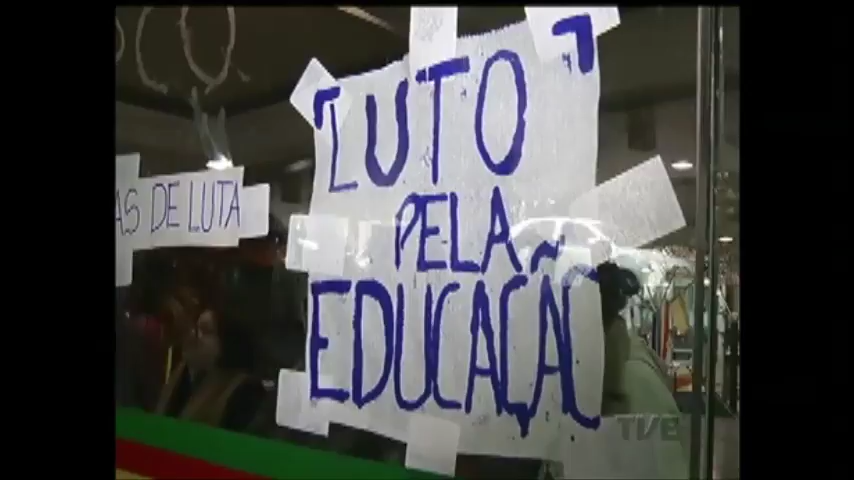 "LUTO"
PELA
EDUCAÇÃO
AS DE LUTA
TVE